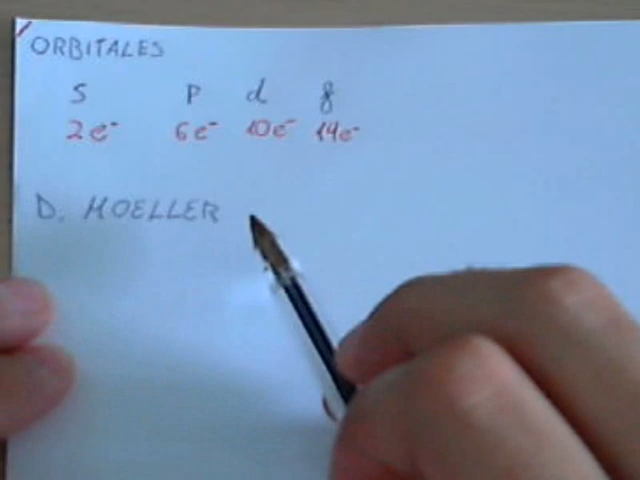 ORBITALES
s p d f
2e⁻ 6e⁻ 10e⁻ 14e⁻
D. MOELLER